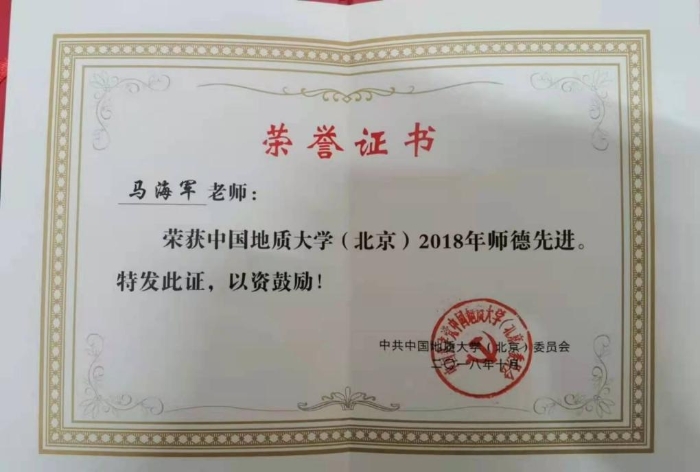 荣誉证书
马海军老师：
荣获中国地质大学（北京）2018年师德先进。
特发此证，以资鼓励！
中共中国地质大学（北京）委员会
二〇一八年十月